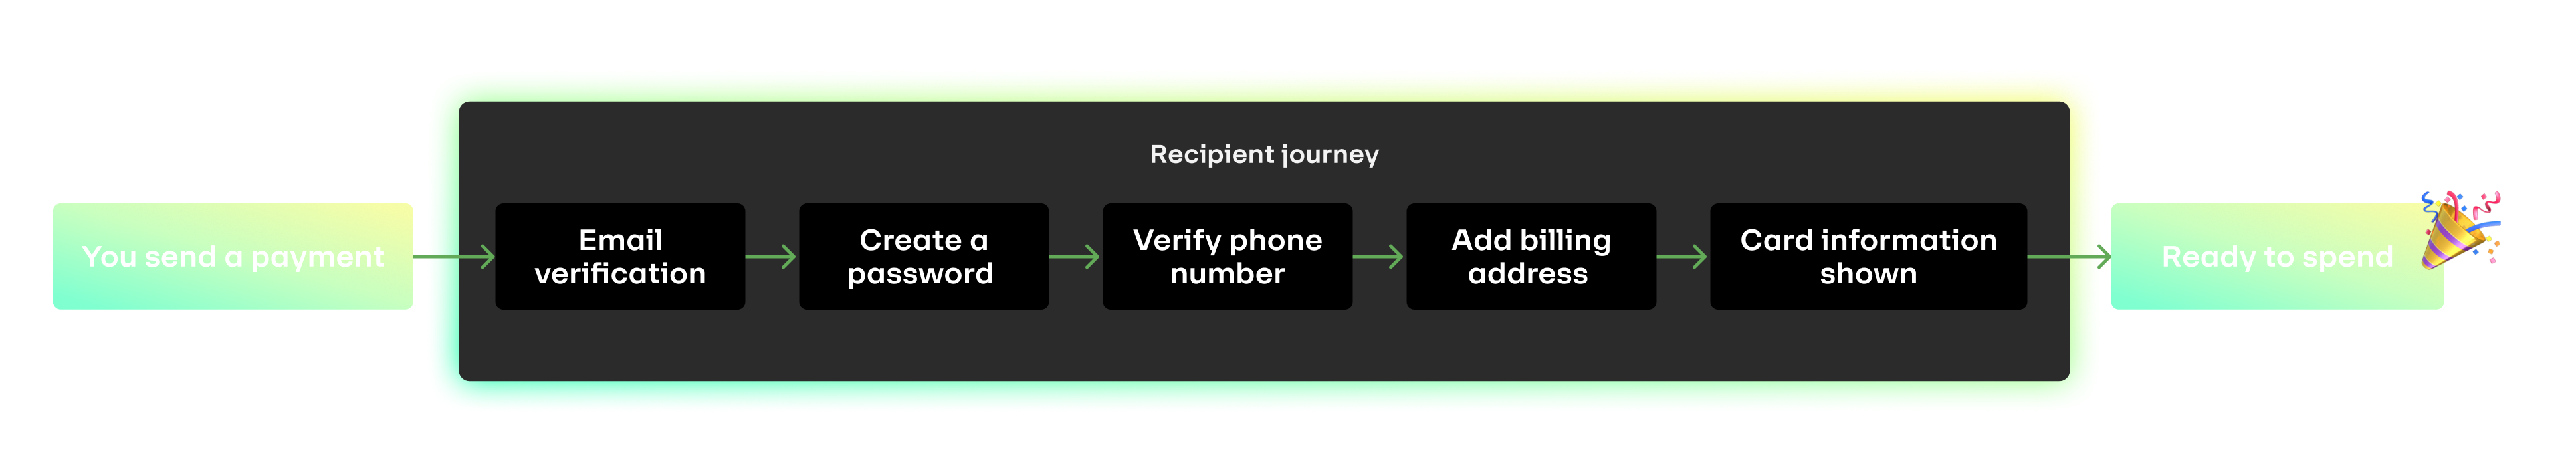 Recipient journey
You send a payment
Email
verification
Create a
password
Verify phone
number
Add billing
address
Card information
shown
Ready to spend